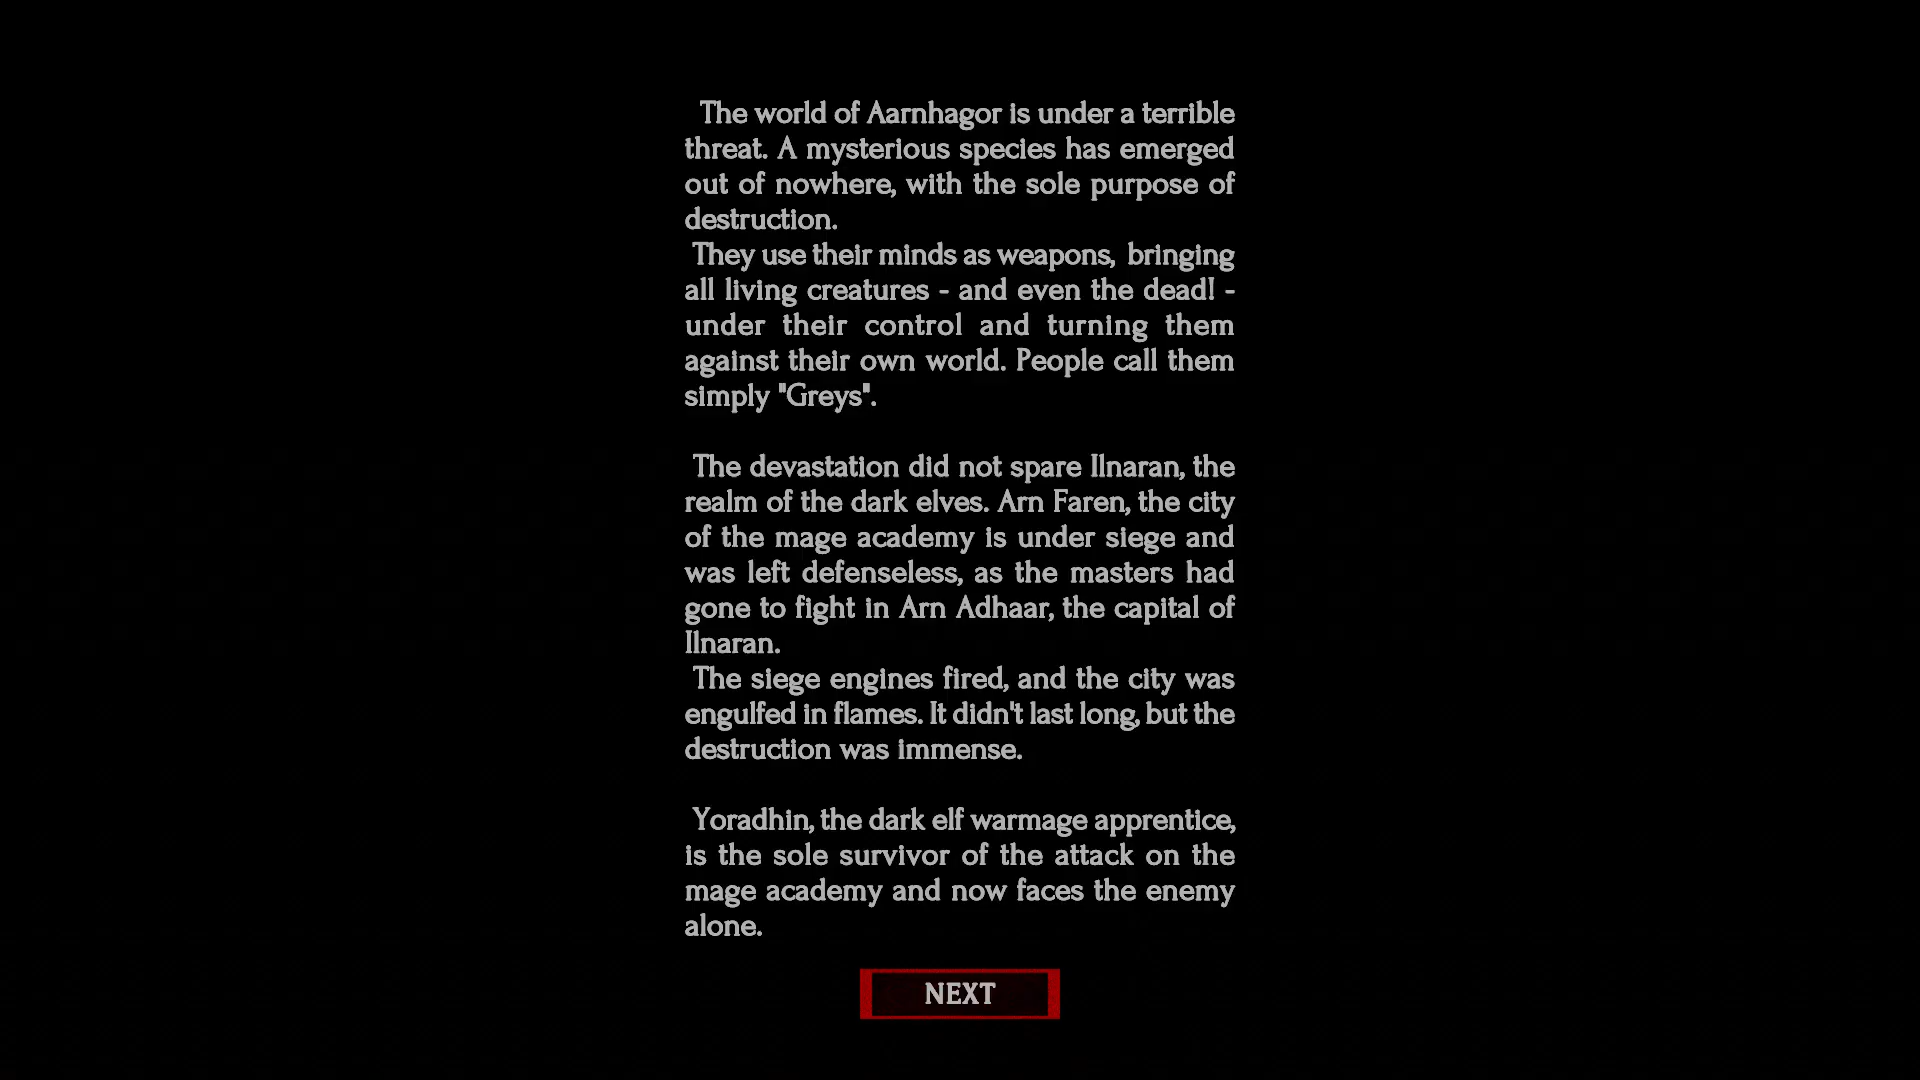 The world of Aarnhagor is under a terrible
threat. A mysterious species has emerged
out of nowhere, with the sole purpose of
destruction.
They use their minds as weapons, bringing
all living creatures - and even the dead! -
under their control and turning them
against their own world. People call them
simply "Greys".
The devastation did not spare Ilnaran, the
realm of the dark elves. Arn Faren, the city
of the mage academy is under siege and
was left defenseless, as the masters had
gone to fight in Arn Adhaar, the capital of
Ilnaran.
The siege engines fired, and the city was
engulfed in flames. It didn't last long, but the
destruction was immense.
Yoradhin, the dark elf warmage apprentice,
is the sole survivor of the attack on the
mage academy and now faces the enemy
alone.
NEXT